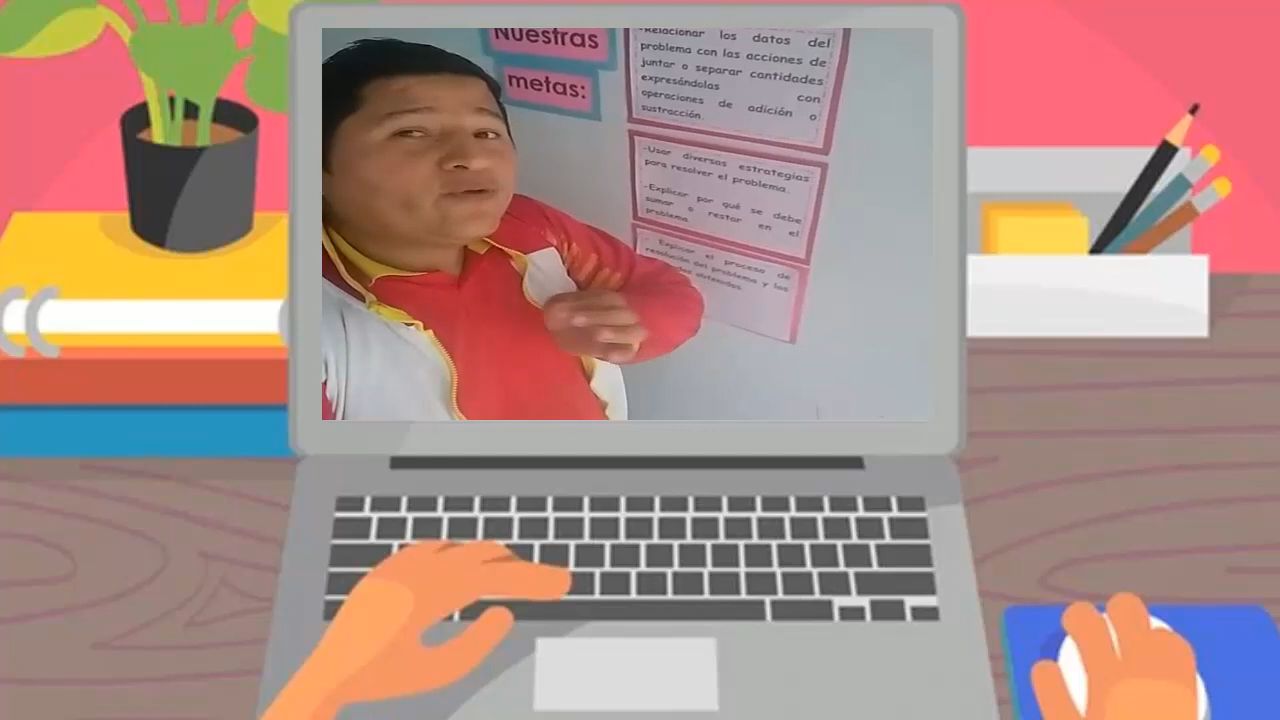 Nuestras
metas:
-Relacionar los datos del
problema con las acciones de
juntar o separar cantidades
expresándolas con
operaciones de adición o
sustracción.
-Usar diversas estrategias
para resolver el problema.
-Explicar por qué se debe
sumar o restar en el
problema.
- Explicar el proceso de
resolución del problema y los
obtenidos.